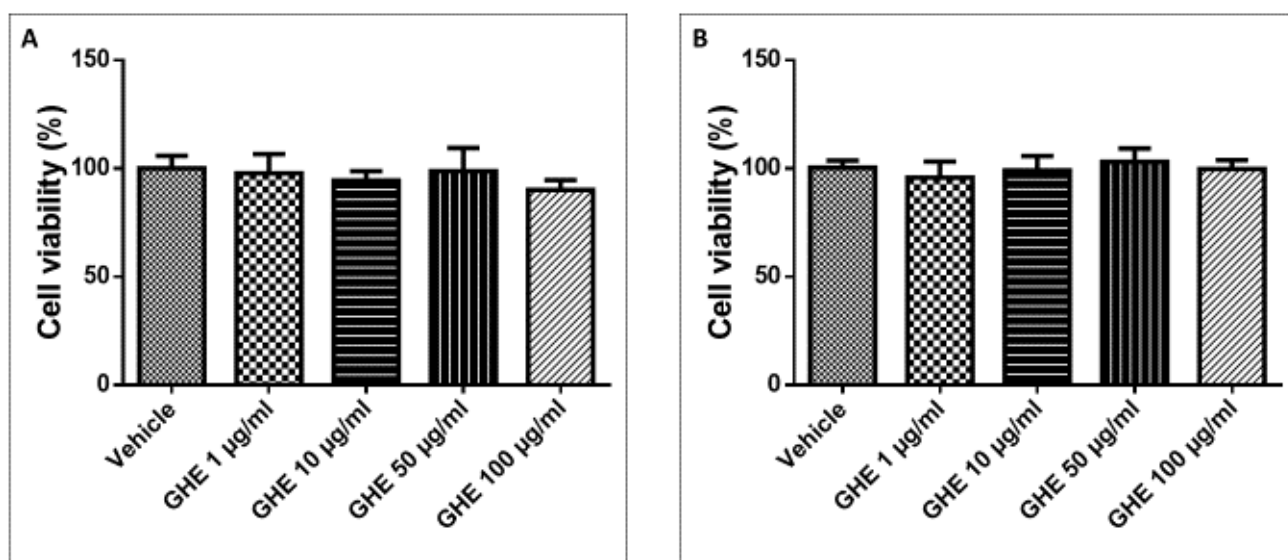 A
Cell viability (%)
150
100
50
0
Vehicle
GHE 1 µg/ml
GHE 10 µg/ml
GHE 50 µg/ml
GHE 100 µg/ml
B
Cell viability (%)
150
100
50
0
Vehicle
GHE 1 µg/ml
GHE 10 µg/ml
GHE 50 µg/ml
GHE 100 µg/ml